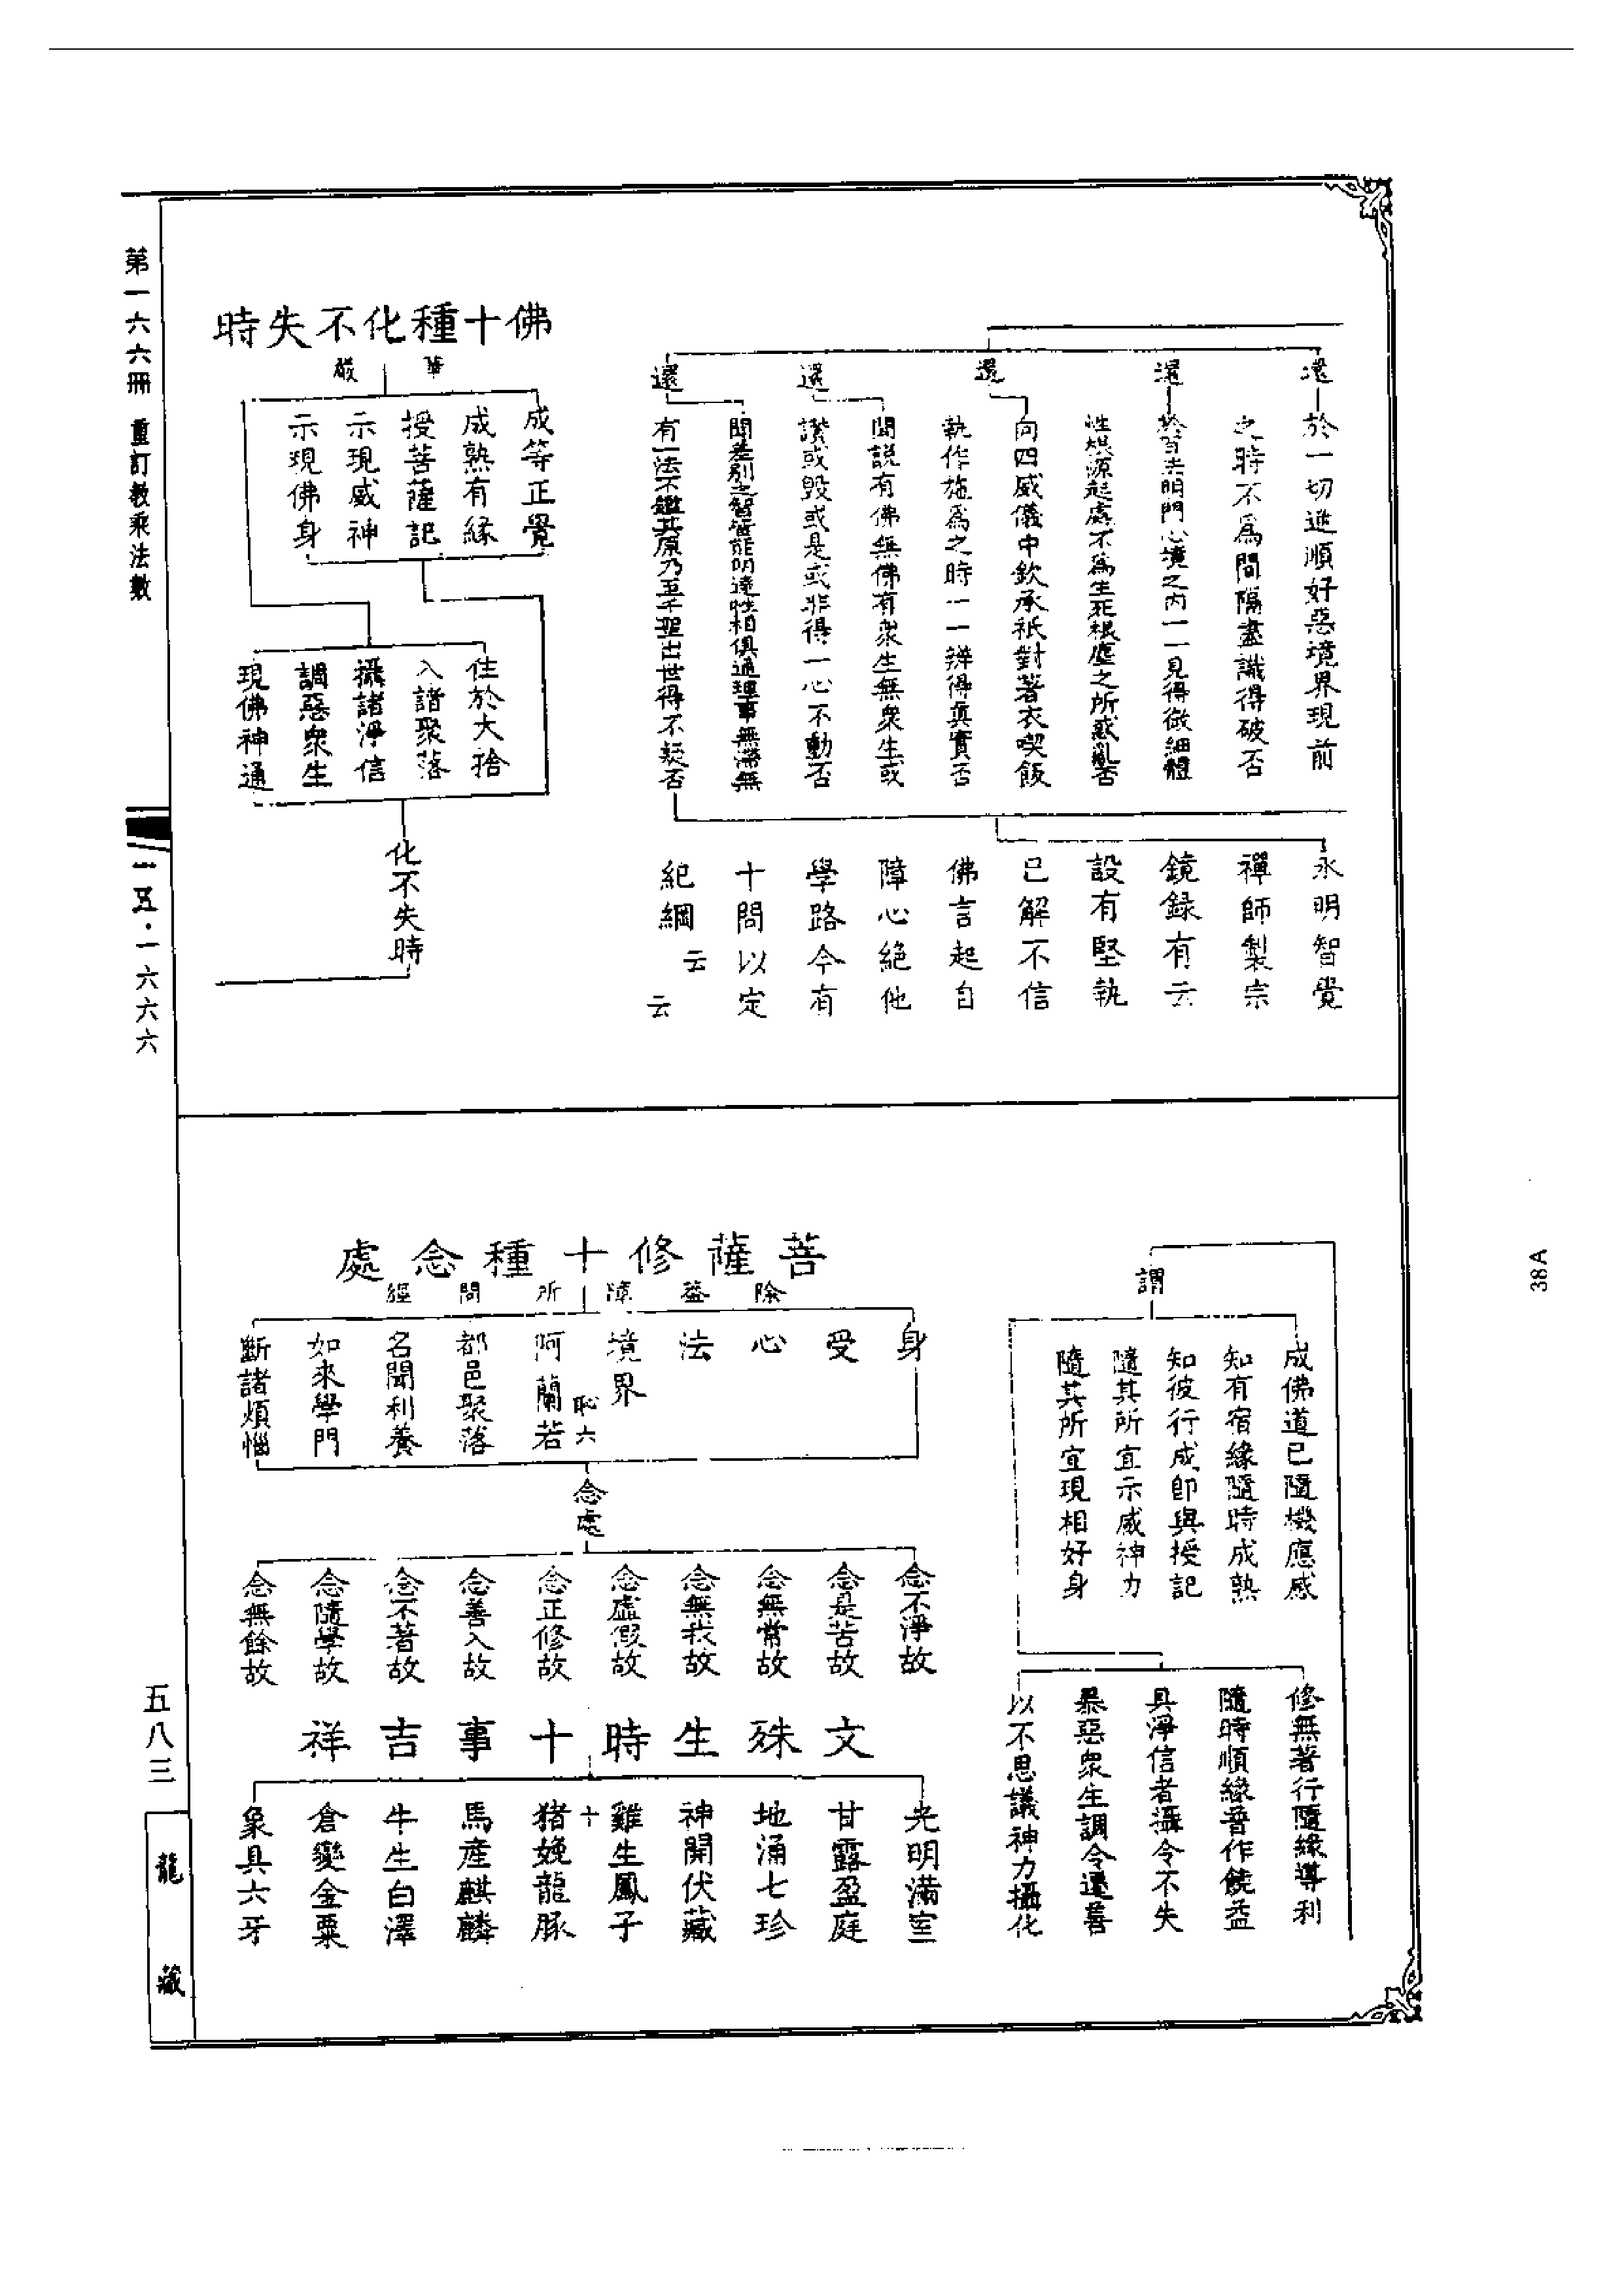 還
於一切逆順好惡境界現前
之時不爲間隔盡識得破否
還
於百法明門心境之內一一見得微細體
性根源起處不爲生死根塵之所惑亂否
還
向四威儀中欽承祇對著衣喫飯
執作施爲之時一一辨得眞實否
還
聞說有佛無佛有衆生無衆生或
讚或毀或是或非得一心不動否
還
聞差別之智皆能明達性相俱通理事無滯無
有一法不鑑其原乃至千聖出世得不疑否
永明智覺
禪師製宗
鏡錄有云
設有堅執
己解不信
佛言起自
障心絕他
學路今有
十問以定
紀綱云云
佛十種化不失時
華嚴
成等正覺
成熟有緣
授菩薩記
示現威神
示現佛身
住於大捨
入諸聚落
攝諸淨信
調惡衆生
現佛神通
化不失時
謂
成佛道已隨機應感
知有宿緣隨時成熟
知彼行成即與授記
隨其所宜示威神力
隨其所宜現相好身
修無著行隨緣導利
隨時順緣普作饒益
具淨信者攝令不失
暴惡衆生調令還善
以不思議神力攝化
菩薩修十種念處
除蓋障所問經
身
受
心
法
境界
阿蘭若
都邑聚落
名聞利養
如來學門
斷諸煩惱
恥六
念處
念不淨故
念是苦故
念無常故
念無我故
念虛假故
念正修故
念善入故
念不著故
念隨學故
念無餘故
文殊生時十事吉祥
光明滿室
甘露盈庭
地涌七珍
神開伏藏
雞生鳳子
十
猪娩龍豚
馬產麒麟
牛生白澤
倉變金粟
象具六牙
第一六六冊 重訂教乘法數
一五·一六六六
五八三
龍藏
38A